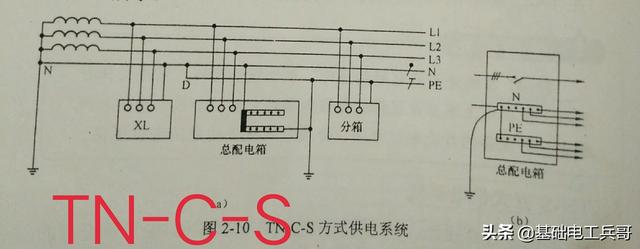 L1
L2
L3
N
N
D
PE
XL
总配电箱
分箱
N
PE
总配电箱
a)
(b)
图 2-10 TN-C-S 方式供电系统
TN-C-S
头条 @基础电工兵哥